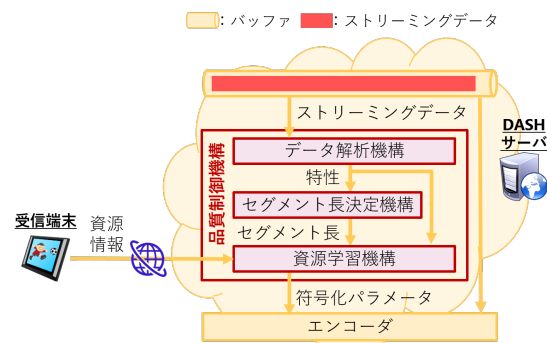 ：バッファ ：ストリーミングデータ
ストリーミングデータ
DASH
サーバ
品質制御機構
データ解析機構
特性
セグメント長決定機構
セグメント長
受信端末
資源
情報
資源学習機構
符号化パラメータ
エンコーダ